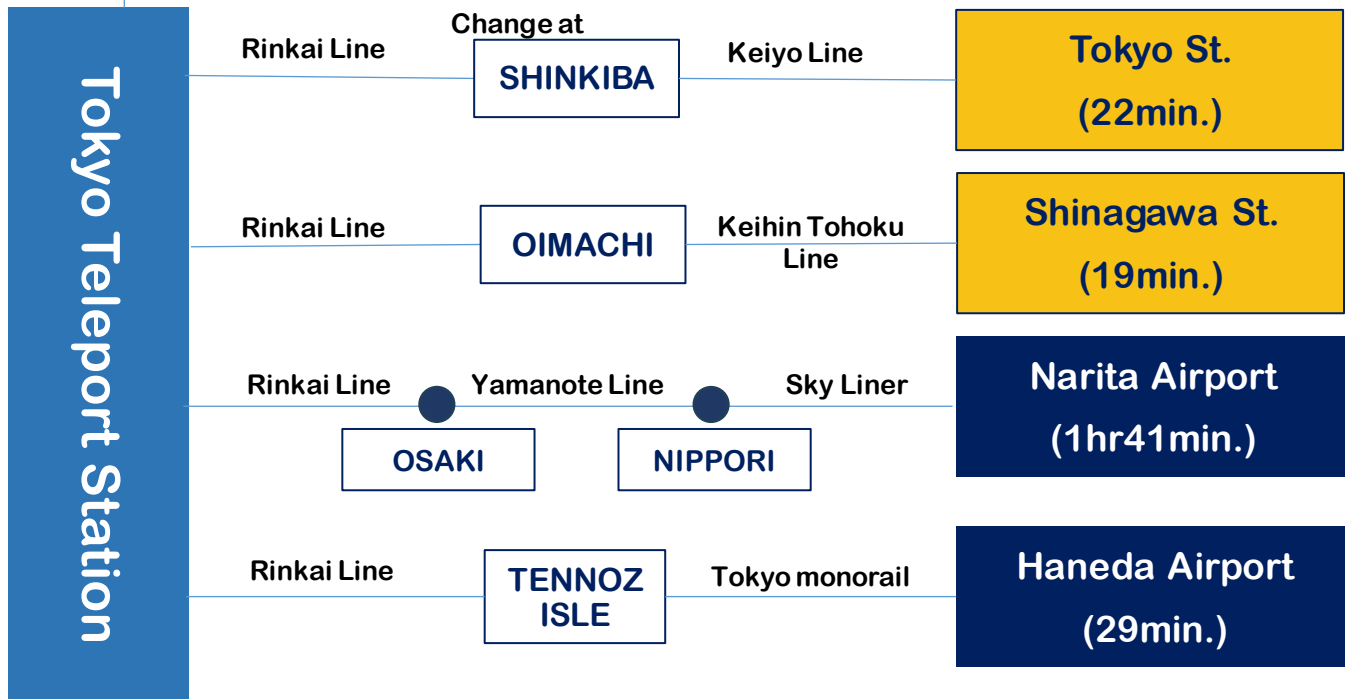 Tokyo Teleport Station
Change at
Rinkai Line
SHINKIBA
Keiyo Line
Tokyo St.
(22min.)
Rinkai Line
OIMACHI
Keihin Tohoku
Line
Shinagawa St.
(19min.)
Rinkai Line
Yamanote Line
Sky Liner
OSAKI
NIPPORI
Narita Airport
(1hr41min.)
Rinkai Line
TENNOZ
ISLE
Tokyo monorail
Haneda Airport
(29min.)